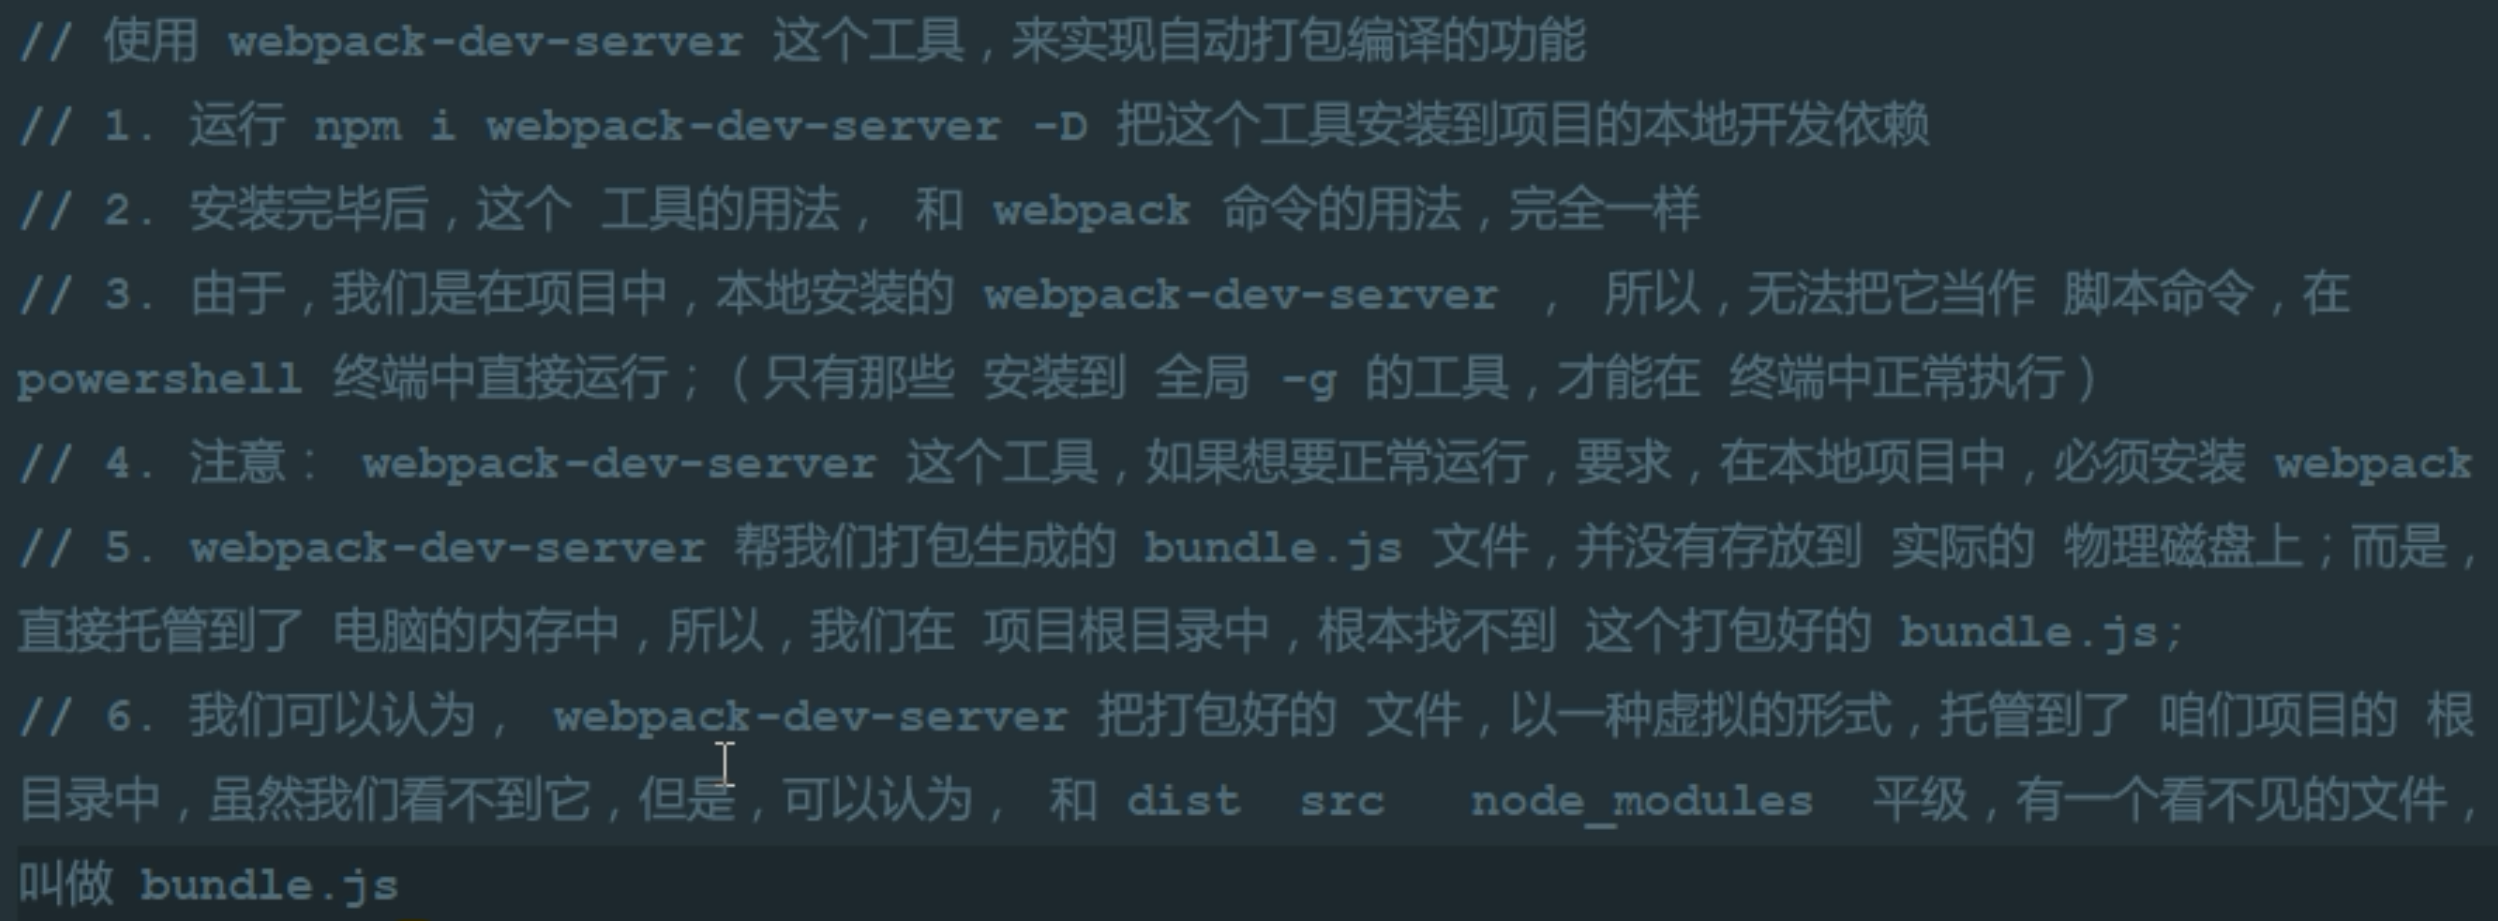 // 使用 webpack-dev-server 这个工具，来实现自动打包编译的功能
// 1. 运行 npm i webpack-dev-server -D 把这个工具安装到项目的本地开发依赖
// 2. 安装完毕后，这个 工具的用法， 和 webpack 命令的用法，完全一样
// 3. 由于，我们是在项目中，本地安装的 webpack-dev-server ， 所以，无法把它当作 脚本命令，在
powershell 终端中直接运行；（只有那些 安装到 全局 -g 的工具，才能在 终端中正常执行）
// 4. 注意： webpack-dev-server 这个工具，如果想要正常运行，要求，在本地项目中，必须安装 webpack
// 5. webpack-dev-server 帮我们打包生成的 bundle.js 文件，并没有存放到 实际的 物理磁盘上；而是，
直接托管到了 电脑的内存中，所以，我们在 项目根目录中，根本找不到 这个打包好的 bundle.js;
// 6. 我们可以认为， webpack-dev-server 把打包好的 文件，以一种虚拟的形式，托管到了 咱们项目的 根
目录中，虽然我们看不到它，但是，可以认为， 和 dist  src   node_modules  平级，有一个看不见的文件，
叫做 bundle.js